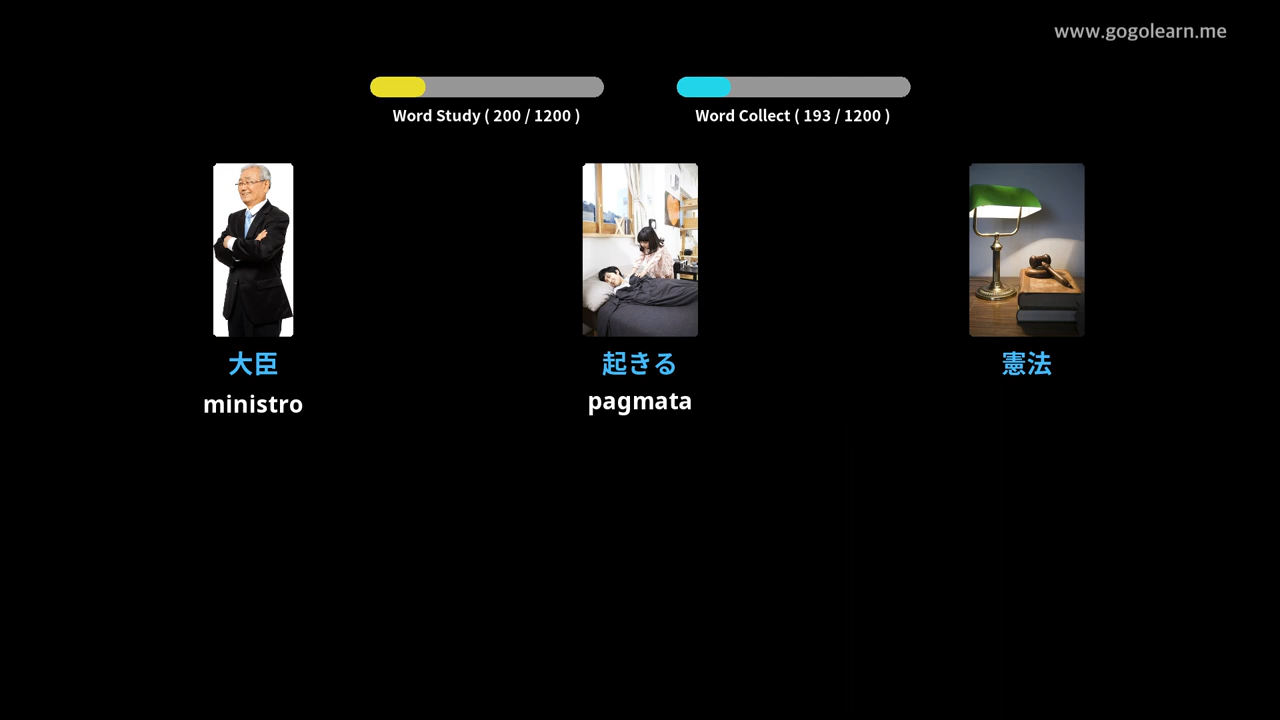 www.gogolearn.me
Word Study ( 200 / 1200 )
Word Collect ( 193 / 1200 )
大臣
ministro
起きる
pagmata
憲法